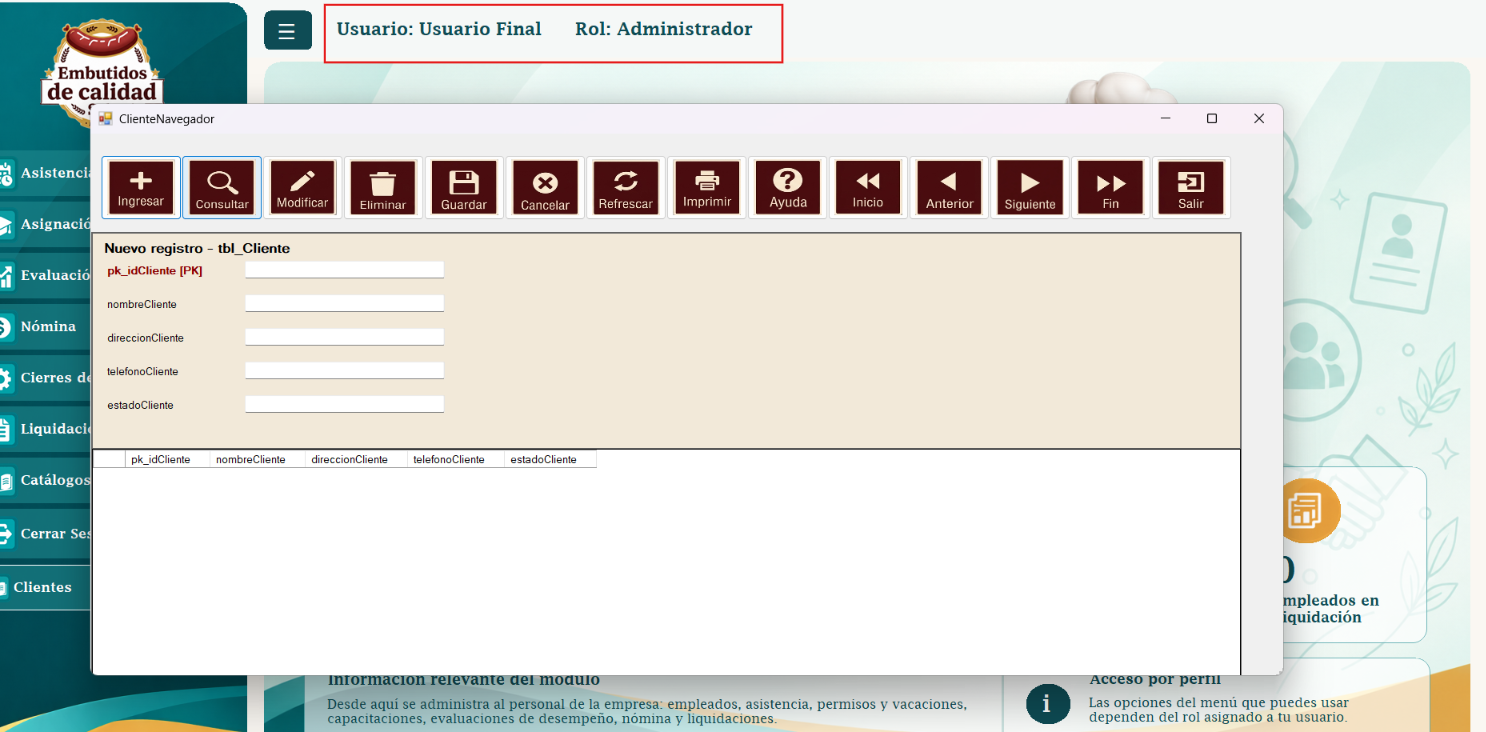 Usuario: Usuario Final Rol: Administrador
Embutidos
de calidad
ClienteNavegador
Ingresar Consultar Modificar Eliminar Guardar Cancelar Refrescar Imprimir Ayuda Inicio Anterior Siguiente Fin Salir
Nuevo registro - tbl_Cliente
pk_idCliente [PK]
nombreCliente
direccionCliente
telefonoCliente
estadoCliente
pk_idCliente nombreCliente direccionCliente telefonoCliente estadoCliente
Asistenci
Asignació
Evaluació
Nómina
Cierres de
Liquidaci
Catálogos
Cerrar Ses
Clientes
mpleados en
iquidación
Información relevante del módulo
Desde aquí se administra al personal de la empresa: empleados, asistencia, permisos y vacaciones,
capacitaciones, evaluaciones de desempeño, nómina y liquidaciones.
Acceso por perfil
Las opciones del menú que puedes usar
dependen del rol asignado a tu usuario.